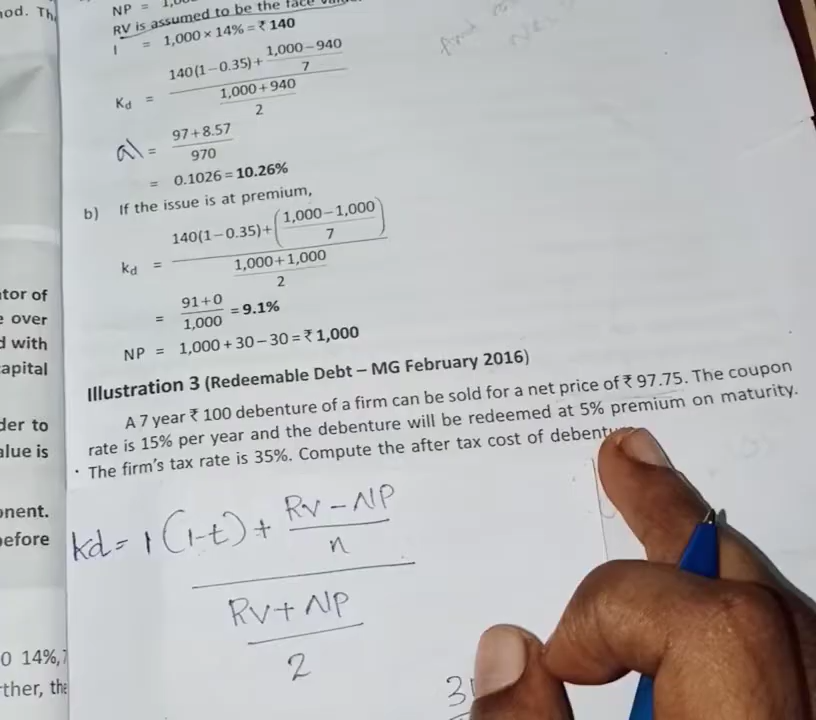 nod. Th
NP =
RV is assumed to be the face
I = 1,000 × 14% = ₹ 140
Kd = 140(1−0.35)+ 1,000−940 / 7
1,000+940 / 2
a) = 97+8.57 / 970
= 0.1026 = 10.26%
b) If the issue is at premium,
kd = 140(1−0.35)+(1,000−1,000 / 7)
1,000+1,000 / 2
= 91+0 / 1,000 = 9.1%
NP = 1,000+30−30 = ₹ 1,000
Illustration 3 (Redeemable Debt – MG February 2016)
A 7 year ₹ 100 debenture of a firm can be sold for a net price of ₹ 97.75. The coupon
rate is 15% per year and the debenture will be redeemed at 5% premium on maturity.
The firm's tax rate is 35%. Compute the after tax cost of debentu
kd = I (1-t) + RV - NP / n
RV + NP / 2
3
tor of
e over
d with
apital
der to
alue is
onent.
efore
0 14%,
rther, the